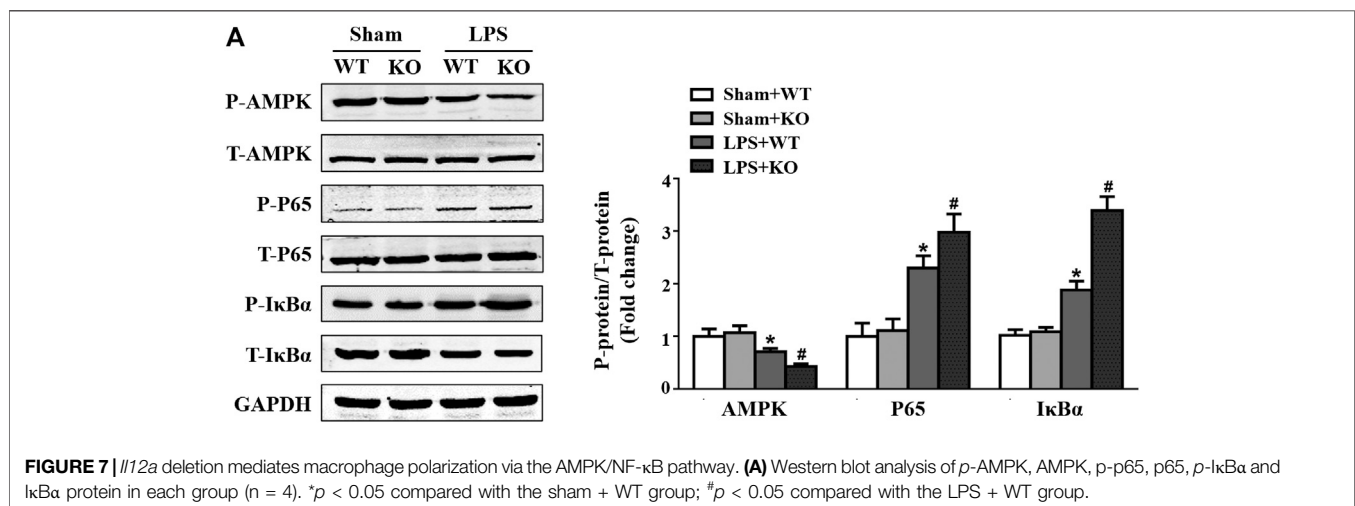 A
Sham LPS
WT KO WT KO
P-AMPK
T-AMPK
P-P65
T-P65
P-IκBα
T-IκBα
GAPDH
Sham+WT
Sham+KO
LPS+WT
LPS+KO
P-protein/T-protein
(Fold change)
4
3
2
1
0
* #
* #
* #
AMPK P65 IκBα
FIGURE 7 | Il12a deletion mediates macrophage polarization via the AMPK/NF-κB pathway. (A) Western blot analysis of p-AMPK, AMPK, p-p65, p65, p-IκBα and
IκBα protein in each group (n = 4). *p < 0.05 compared with the sham + WT group; #p < 0.05 compared with the LPS + WT group.